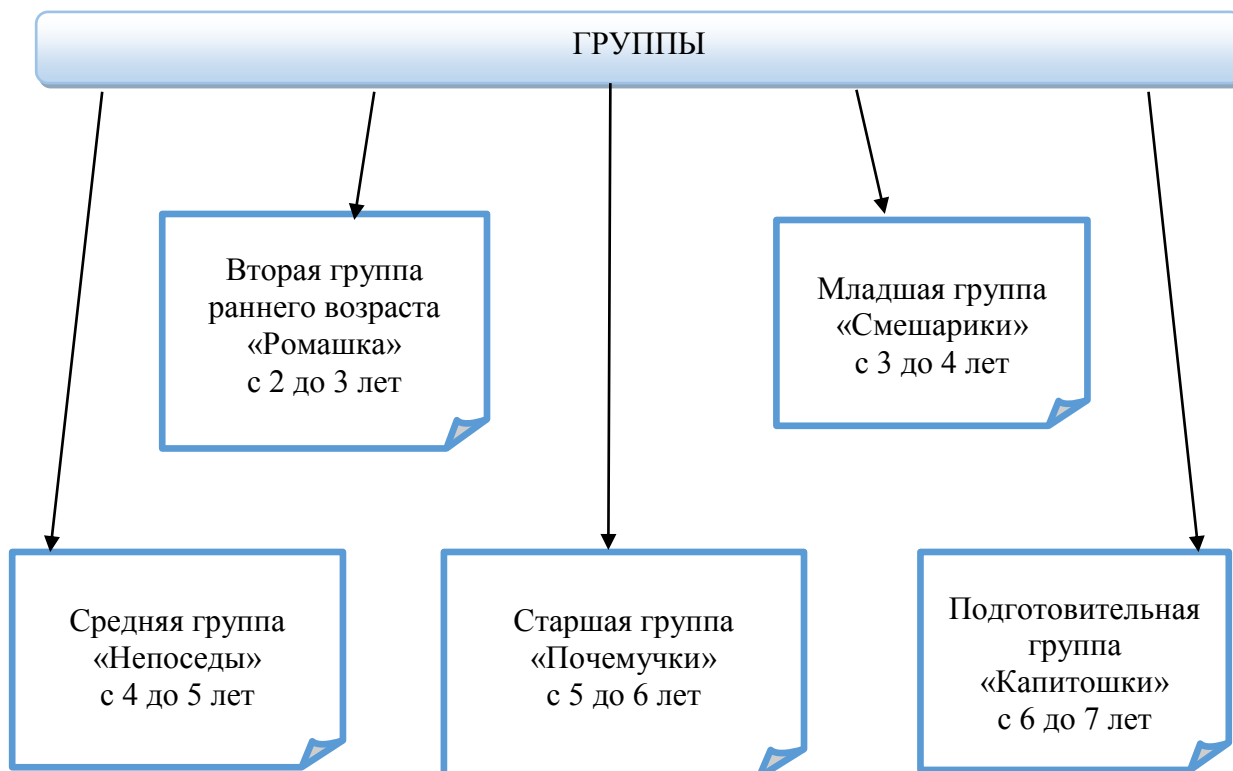 ГРУППЫ
Вторая группа
раннего возраста
«Ромашка»
с 2 до 3 лет
Младшая группа
«Смешарики»
с 3 до 4 лет
Средняя группа
«Непоседы»
с 4 до 5 лет
Старшая группа
«Почемучки»
с 5 до 6 лет
Подготовительная
группа
«Капитошки»
с 6 до 7 лет